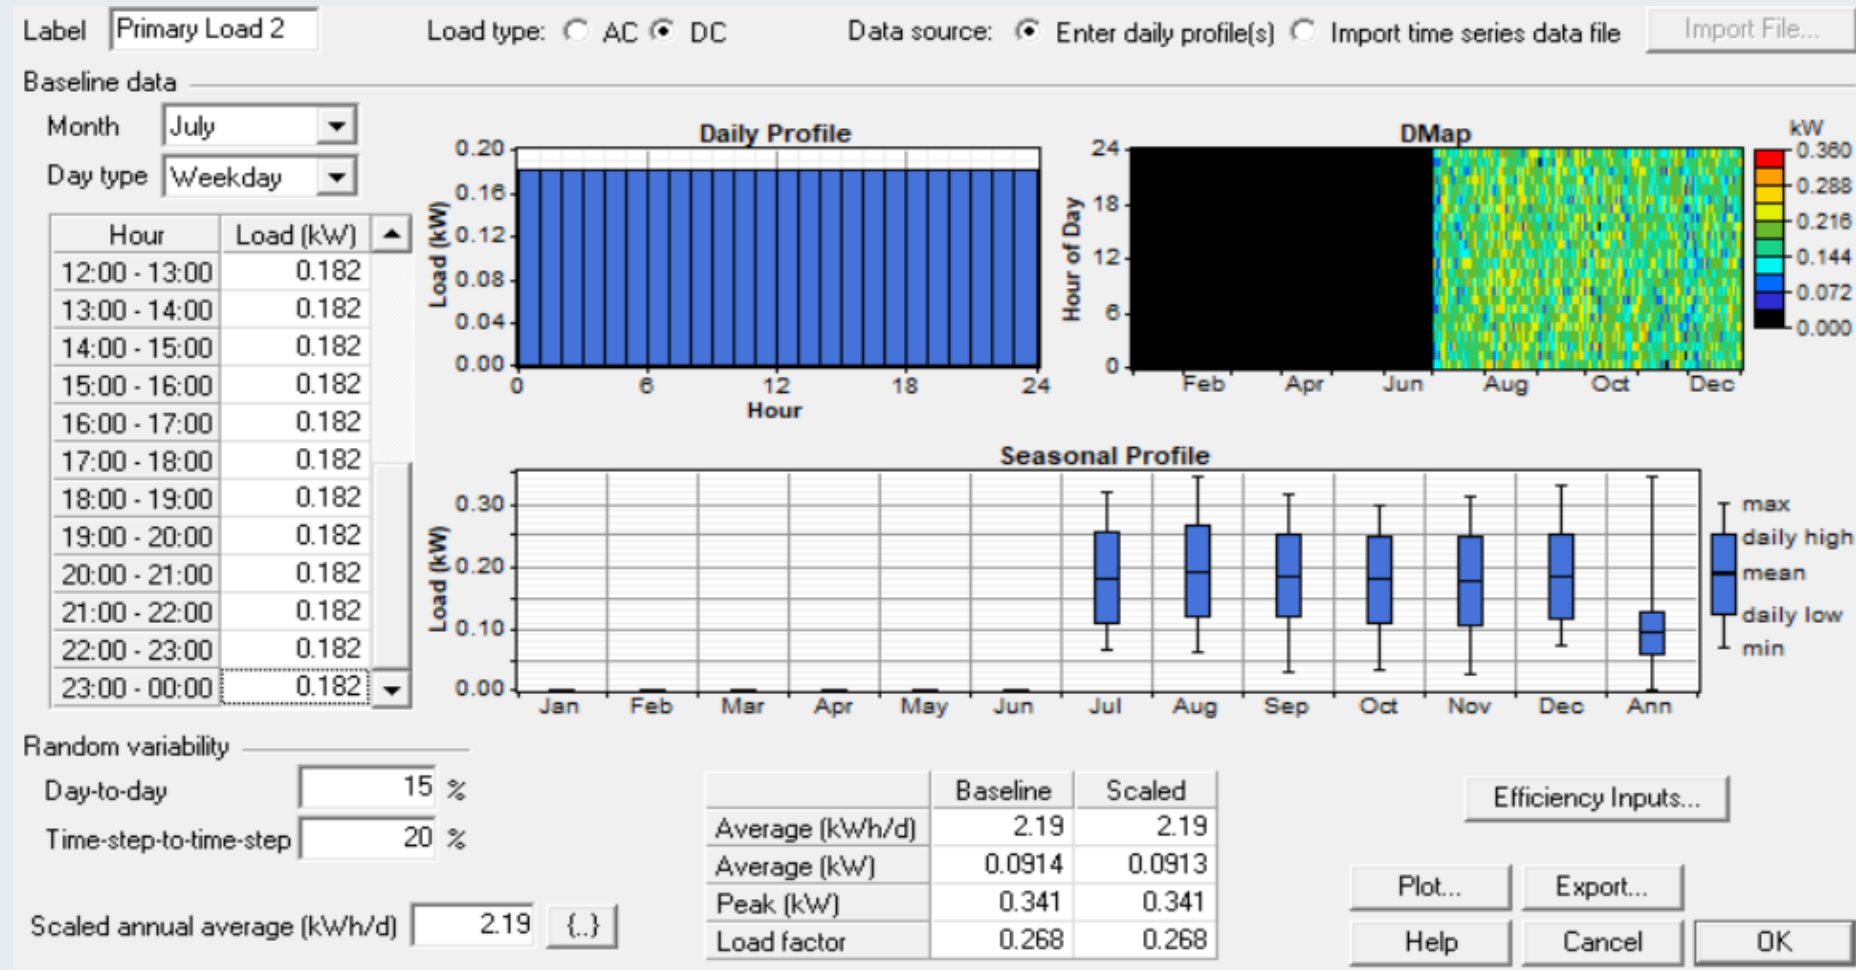 Label Primary Load 2 Load type: AC DC Data source: Enter daily profile(s) Import time series data file Import File...
Baseline data
Month July
Day type Weekday
Hour Load (kW)
12:00 - 13:00 0.182
13:00 - 14:00 0.182
14:00 - 15:00 0.182
15:00 - 16:00 0.182
16:00 - 17:00 0.182
17:00 - 18:00 0.182
18:00 - 19:00 0.182
19:00 - 20:00 0.182
20:00 - 21:00 0.182
21:00 - 22:00 0.182
22:00 - 23:00 0.182
23:00 - 00:00 0.182
Daily Profile
Load (kW)
0.20
0.16
0.12
0.08
0.04
0.00
0 6 12 18 24
Hour
DMap
Hour of Day
24
18
12
6
0
Feb Apr Jun Aug Oct Dec
kW
0.360
0.288
0.216
0.144
0.072
0.000
Seasonal Profile
Load (kW)
0.30
0.20
0.10
0.00
Jan Feb Mar Apr May Jun Jul Aug Sep Oct Nov Dec Ann
max
daily high
mean
daily low
min
Random variability
Day-to-day 15 %
Time-step-to-time-step 20 %
Scaled annual average (kWh/d) 2.19 {..}
Baseline Scaled
Average (kWh/d) 2.19 2.19
Average (kW) 0.0914 0.0913
Peak (kW) 0.341 0.341
Load factor 0.268 0.268
Efficiency Inputs...
Plot... Export...
Help Cancel OK